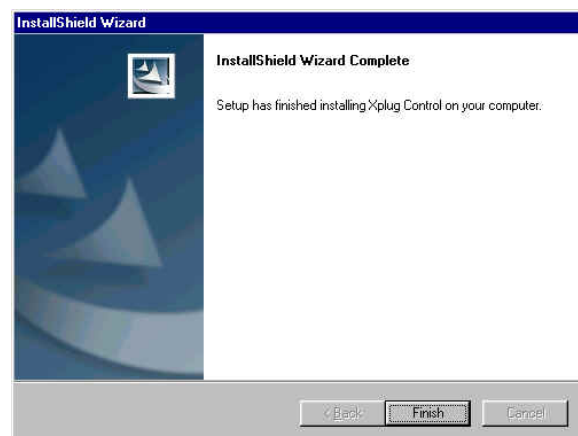 InstallShield Wizard
InstallShield Wizard Complete
Setup has finished installing Xplug Control on your computer.
< Back
Finish
Cancel